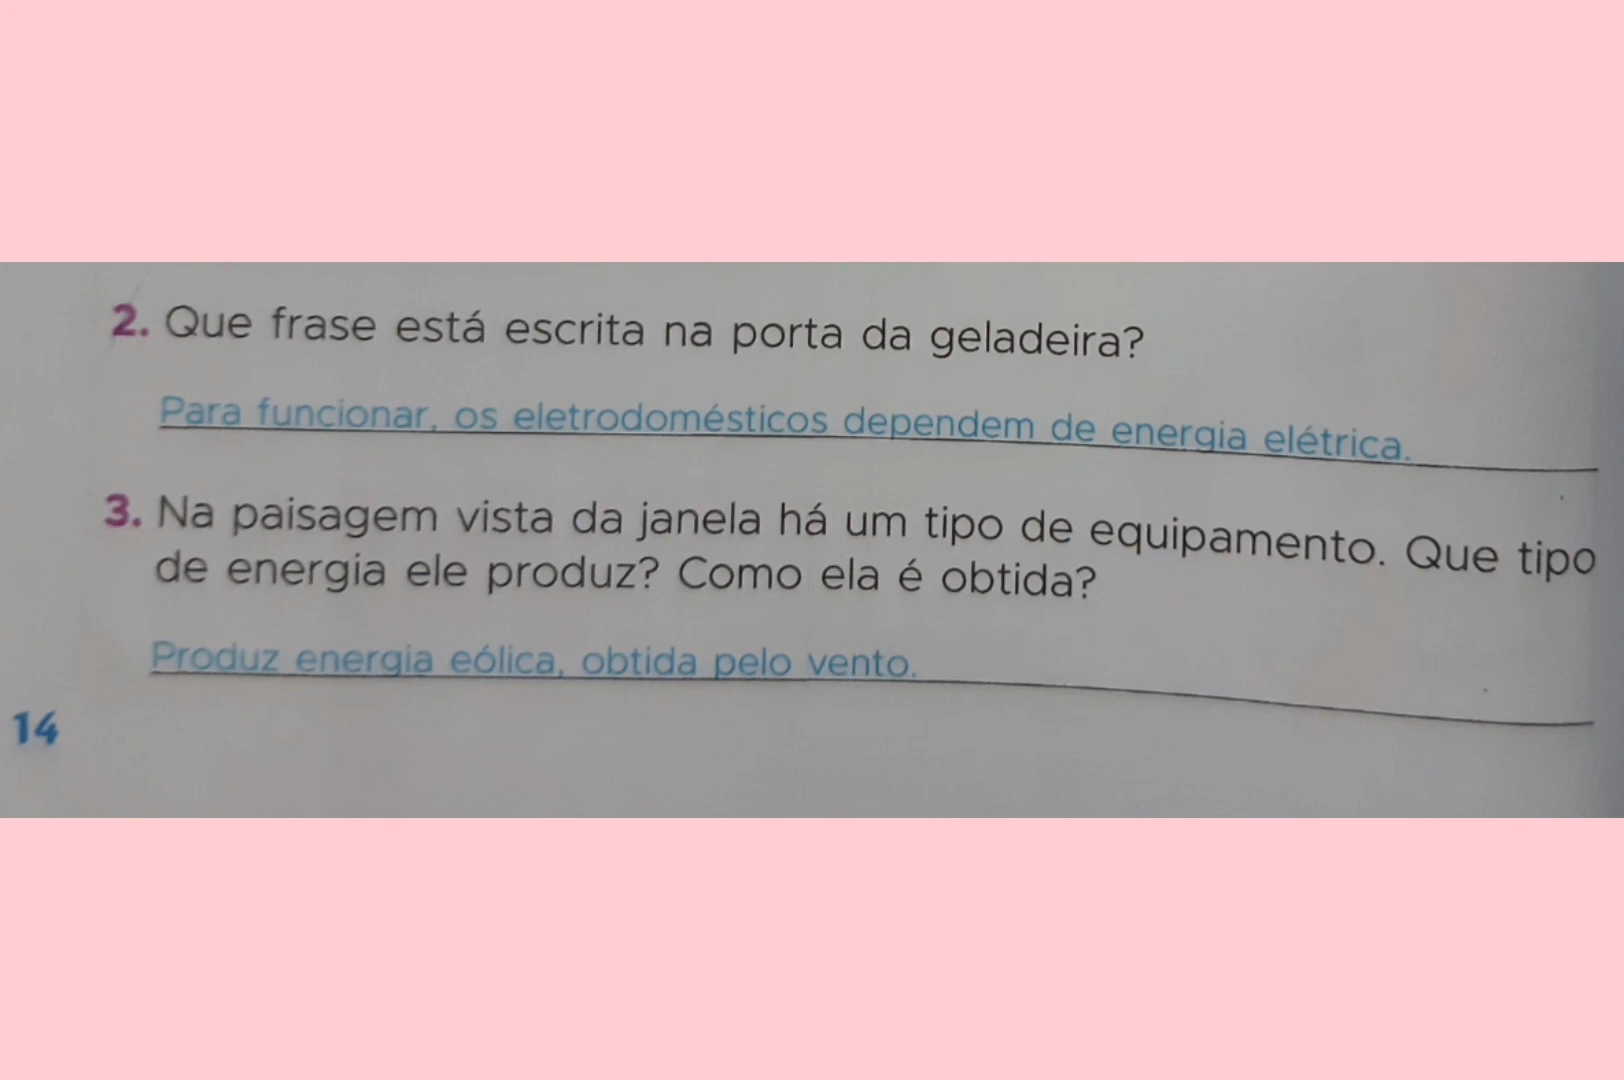 2. Que frase está escrita na porta da geladeira?
Para funcionar, os eletrodomésticos dependem de energia elétrica.
3. Na paisagem vista da janela há um tipo de equipamento. Que tipo
de energia ele produz? Como ela é obtida?
Produz energia eólica, obtida pelo vento.
14